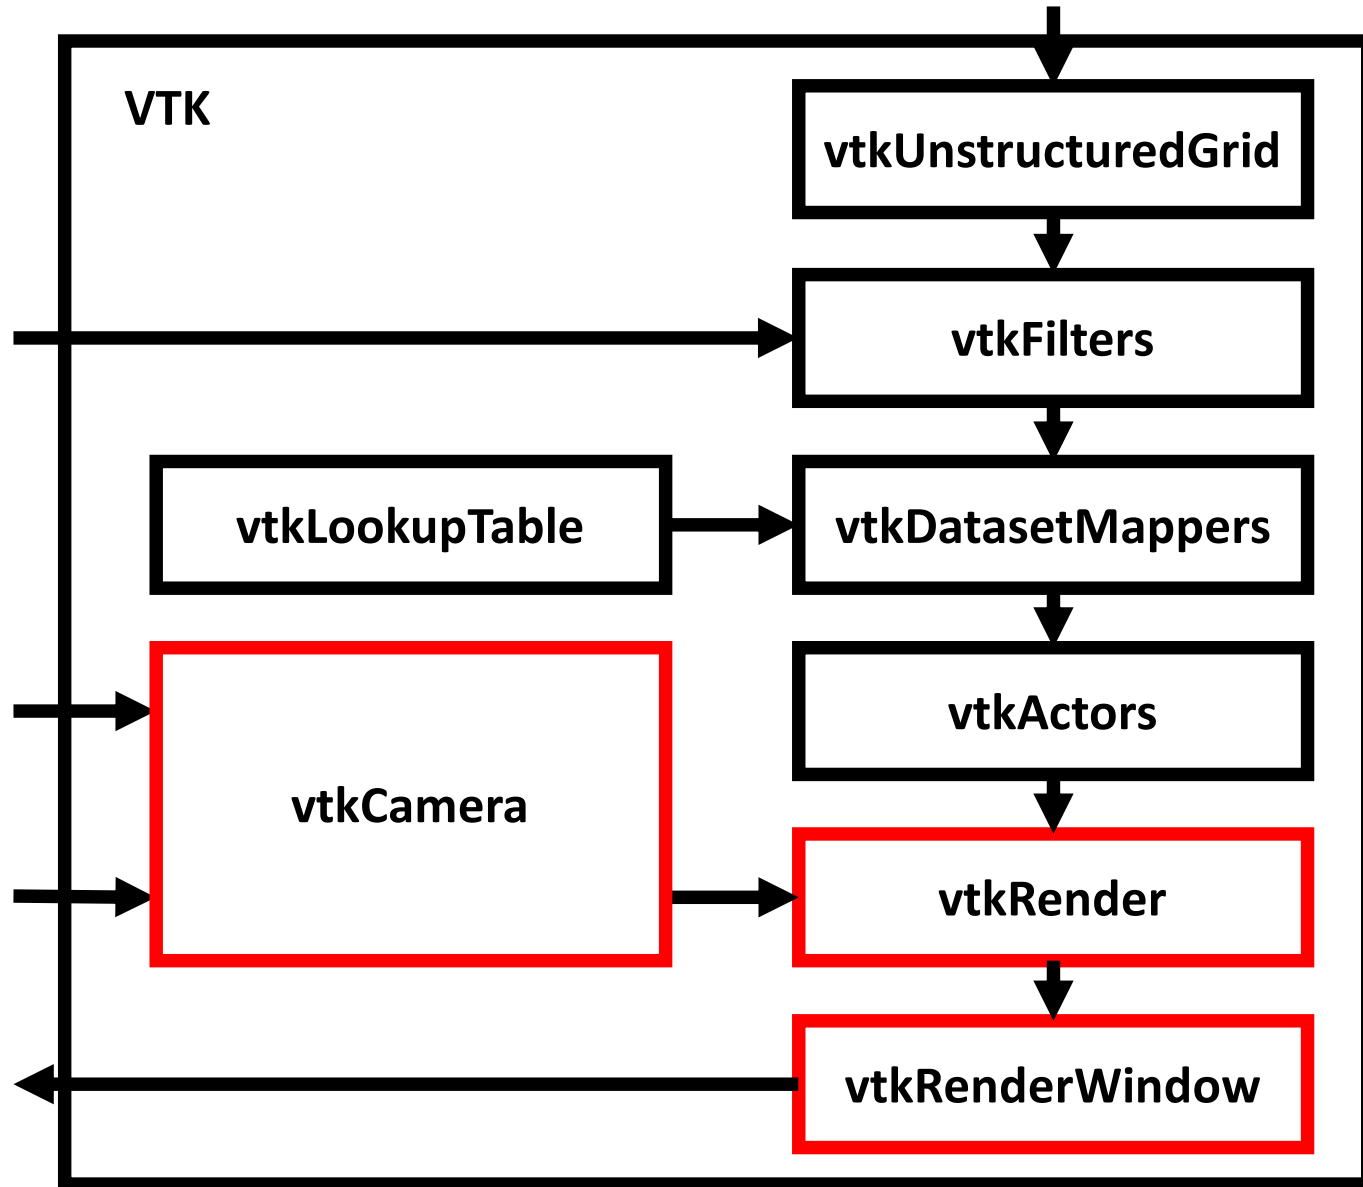 VTK
vtkUnstructuredGrid
vtkFilters
vtkLookupTable
vtkDatasetMappers
vtkActors
vtkCamera
vtkRender
vtkRenderWindow